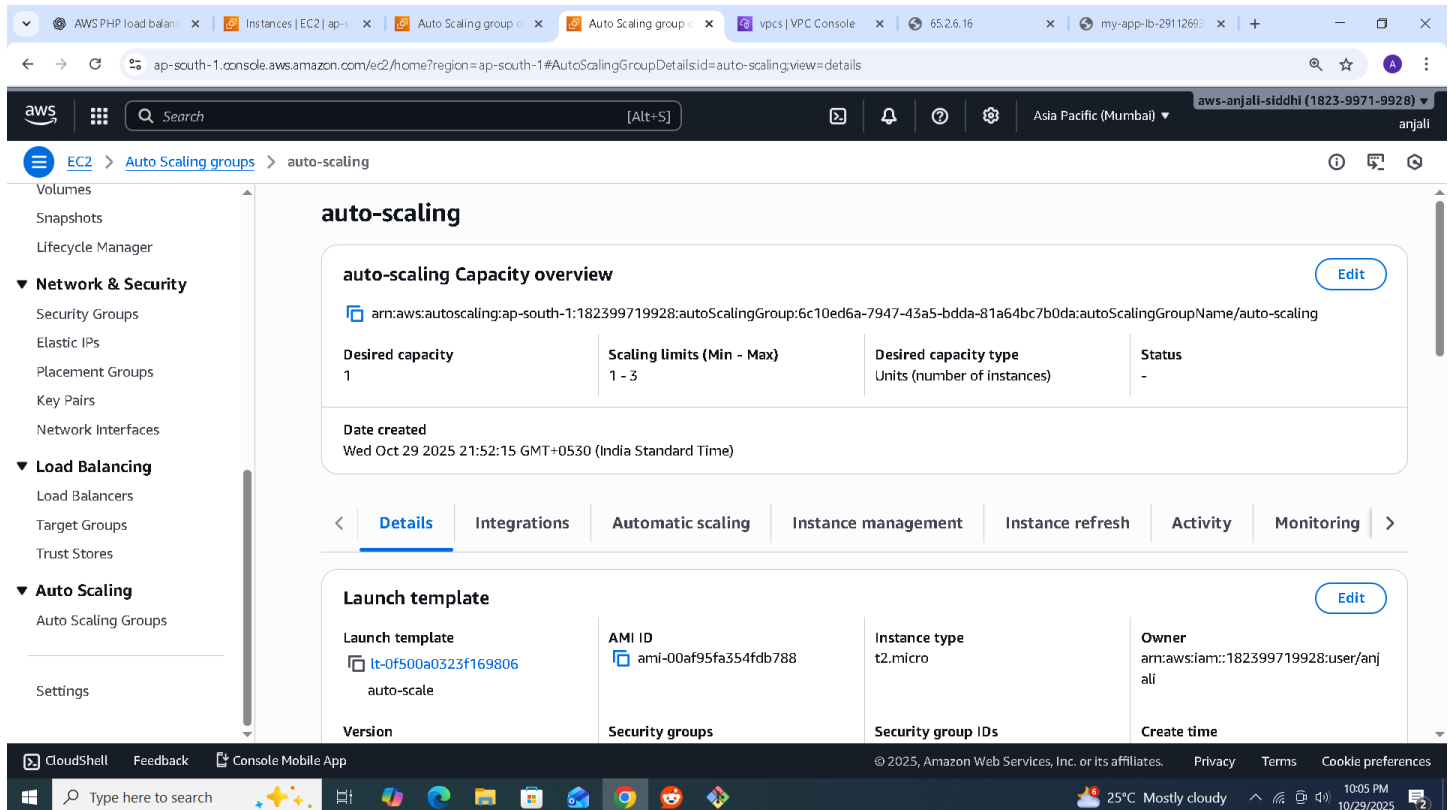 AWS PHP load balanc
Instances | EC2 | ap-s
Auto Scaling group d
Auto Scaling group d
vpcs | VPC Console
65.2.6.16
my-app-lb-29112693
ap-south-1.console.aws.amazon.com/ec2/home?region=ap-south-1#AutoScalingGroupDetails:id=auto-scaling;view=details
A
aws
Search
[Alt+S]
Asia Pacific (Mumbai)
aws-anjali-siddhi (1823-9971-9928)
anjali
EC2 > Auto Scaling groups > auto-scaling
Volumes
Snapshots
Lifecycle Manager
Network & Security
Security Groups
Elastic IPs
Placement Groups
Key Pairs
Network Interfaces
Load Balancing
Load Balancers
Target Groups
Trust Stores
Auto Scaling
Auto Scaling Groups
Settings
auto-scaling
auto-scaling Capacity overview
Edit
arn:aws:autoscaling:ap-south-1:182399719928:autoScalingGroup:6c10ed6a-7947-43a5-bdda-81a64bc7b0da:autoScalingGroupName/auto-scaling
Desired capacity
1
Scaling limits (Min - Max)
1 - 3
Desired capacity type
Units (number of instances)
Status
-
Date created
Wed Oct 29 2025 21:52:15 GMT+0530 (India Standard Time)
Details
Integrations
Automatic scaling
Instance management
Instance refresh
Activity
Monitoring
Launch template
Edit
Launch template
lt-0f500a0323f169806
auto-scale
AMI ID
ami-00af95fa354fdb788
Instance type
t2.micro
Owner
arn:aws:iam::182399719928:user/anj
ali
Version
Security groups
Security group IDs
Create time
CloudShell
Feedback
Console Mobile App
© 2025, Amazon Web Services, Inc. or its affiliates.
Privacy
Terms
Cookie preferences
Type here to search
25°C Mostly cloudy
10:05 PM
10/29/2025
2